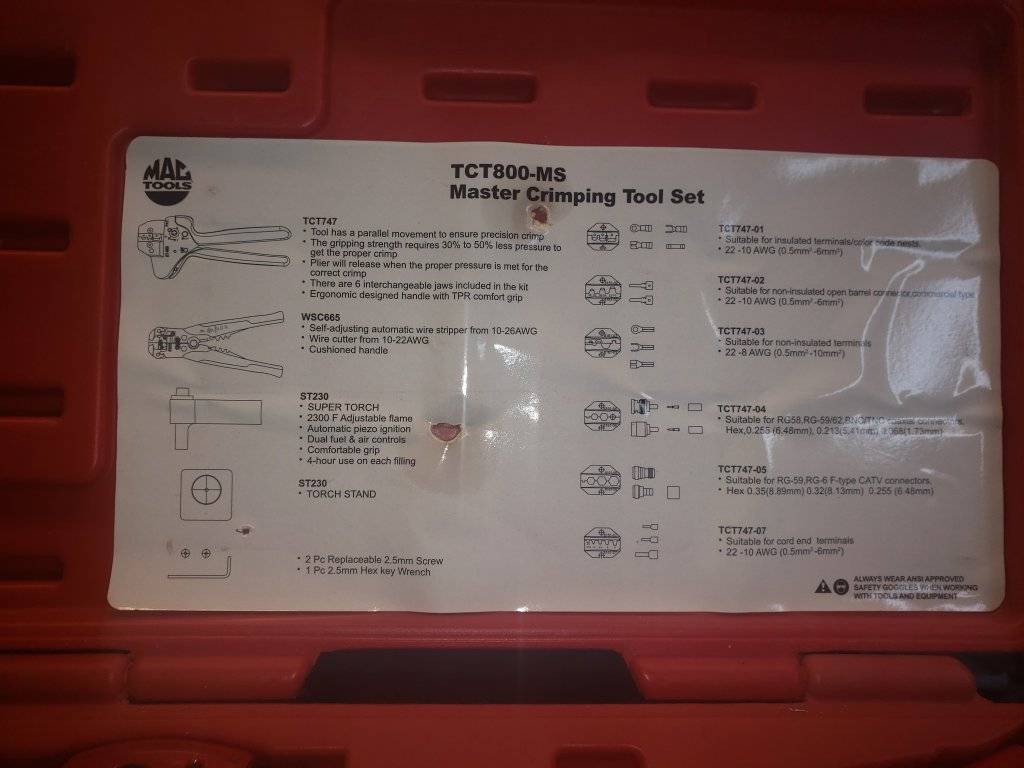 MAC
TOOLS
TCT800-MS
Master Crimping Tool Set
TCT747
• Tool has a parallel movement to ensure precision crimp
• The gripping strength requires 30% to 50% less pressure to
get the proper crimp
• Plier will release when the proper pressure is met for the
correct crimp
• There are 6 interchangeable jaws included in the kit
• Ergonomic designed handle with TPR comfort grip
WSC665
• Self-adjusting automatic wire stripper from 10-26AWG
• Wire cutter from 10-22AWG
• Cushioned handle
ST230
• SUPER TORCH
• 2300 F Adjustable flame
• Automatic piezo ignition
• Dual fuel & air controls
• Comfortable grip
• 4-hour use on each filling
ST230
• TORCH STAND
• 2 Pc Replaceable 2.5mm Screw
• 1 Pc 2.5mm Hex key Wrench
TCT747-01
• Suitable for insulated terminals/color code nests.
• 22 -10 AWG (0.5mm²-6mm²)
TCT747-02
• Suitable for non-insulated open barrel connector,commercial type
• 22 -10 AWG (0.5mm²-6mm²)
TCT747-03
• Suitable for non-insulated terminals
• 22 -8 AWG (0.5mm²-10mm²)
TCT747-04
• Suitable for RG58,RG-59/62,BNC/TNC coaxial connectors.
Hex,0.255 (6.48mm), 0.213(5.41mm) 0.068(1.73mm)
TCT747-05
• Suitable for RG-59,RG-6 F-type CATV connectors.
• Hex 0.35(8.89mm) 0.32(8.13mm) 0.255 (6.48mm)
TCT747-07
• Suitable for cord end terminals
• 22 -10 AWG (0.5mm²-6mm²)
ALWAYS WEAR ANSI APPROVED
SAFETY GOGGLES WHEN WORKING
WITH TOOLS AND EQUIPMENT